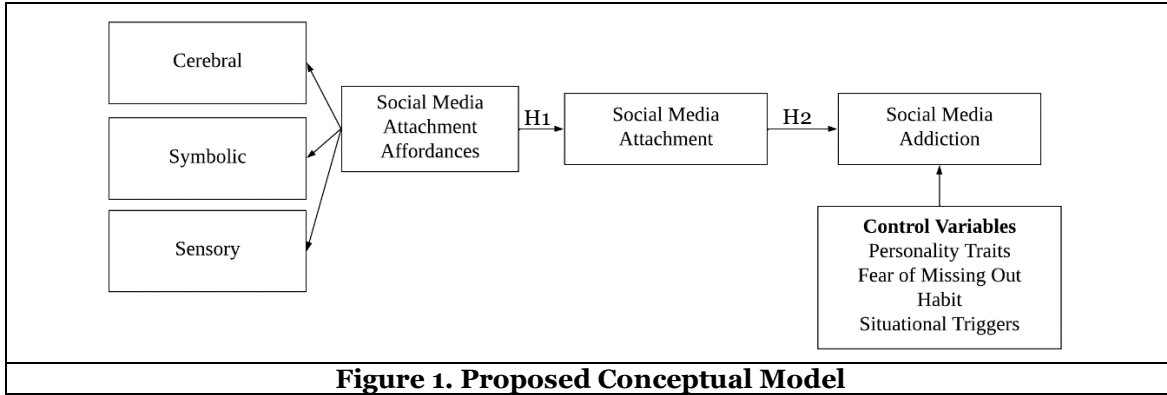 Cerebral
Symbolic
Sensory
Social Media
Attachment
Affordances
H1
Social Media
Attachment
H2
Social Media
Addiction
Control Variables
Personality Traits
Fear of Missing Out
Habit
Situational Triggers
Figure 1. Proposed Conceptual Model